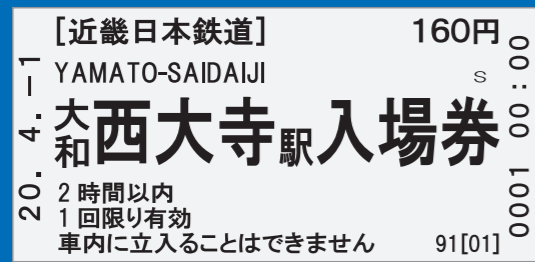 [近畿日本鉄道] 160円
YAMATO-SAIDAIJI S
大和西大寺駅入場券
2時間以内
1回限り有効
車内に立入ることはできません 91[01]
20. 4. -1
0001 00:00